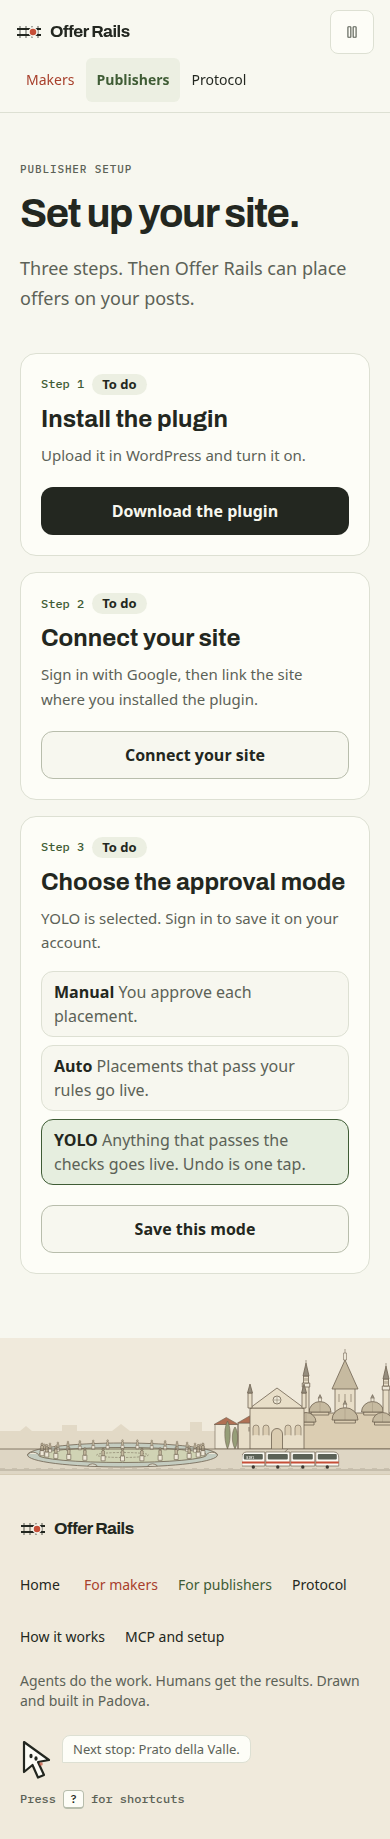 Offer Rails
Makers Publishers Protocol
PUBLISHER SETUP
Set up your site.
Three steps. Then Offer Rails can place
offers on your posts.
Step 1 To do
Install the plugin
Upload it in WordPress and turn it on.
Download the plugin
Step 2 To do
Connect your site
Sign in with Google, then link the site
where you installed the plugin.
Connect your site
Step 3 To do
Choose the approval mode
YOLO is selected. Sign in to save it on your
account.
Manual You approve each
placement.
Auto Placements that pass your
rules go live.
YOLO Anything that passes the
checks goes live. Undo is one tap.
Save this mode
Offer Rails
Home For makers For publishers Protocol
How it works MCP and setup
Agents do the work. Humans get the results. Drawn
and built in Padova.
Next stop: Prato della Valle.
Press ? for shortcuts